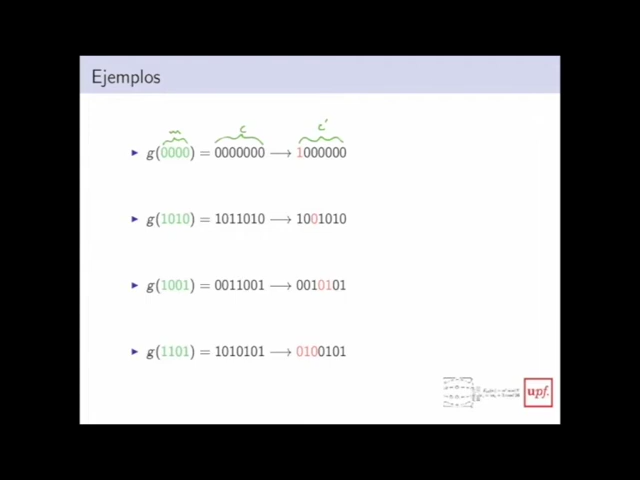 Ejemplos
m c c'
▶ g(0000) = 0000000 ⟶ 1000000
▶ g(1010) = 1011010 ⟶ 1001010
▶ g(1001) = 0011001 ⟶ 0010101
▶ g(1101) = 1010101 ⟶ 0100101
upf.